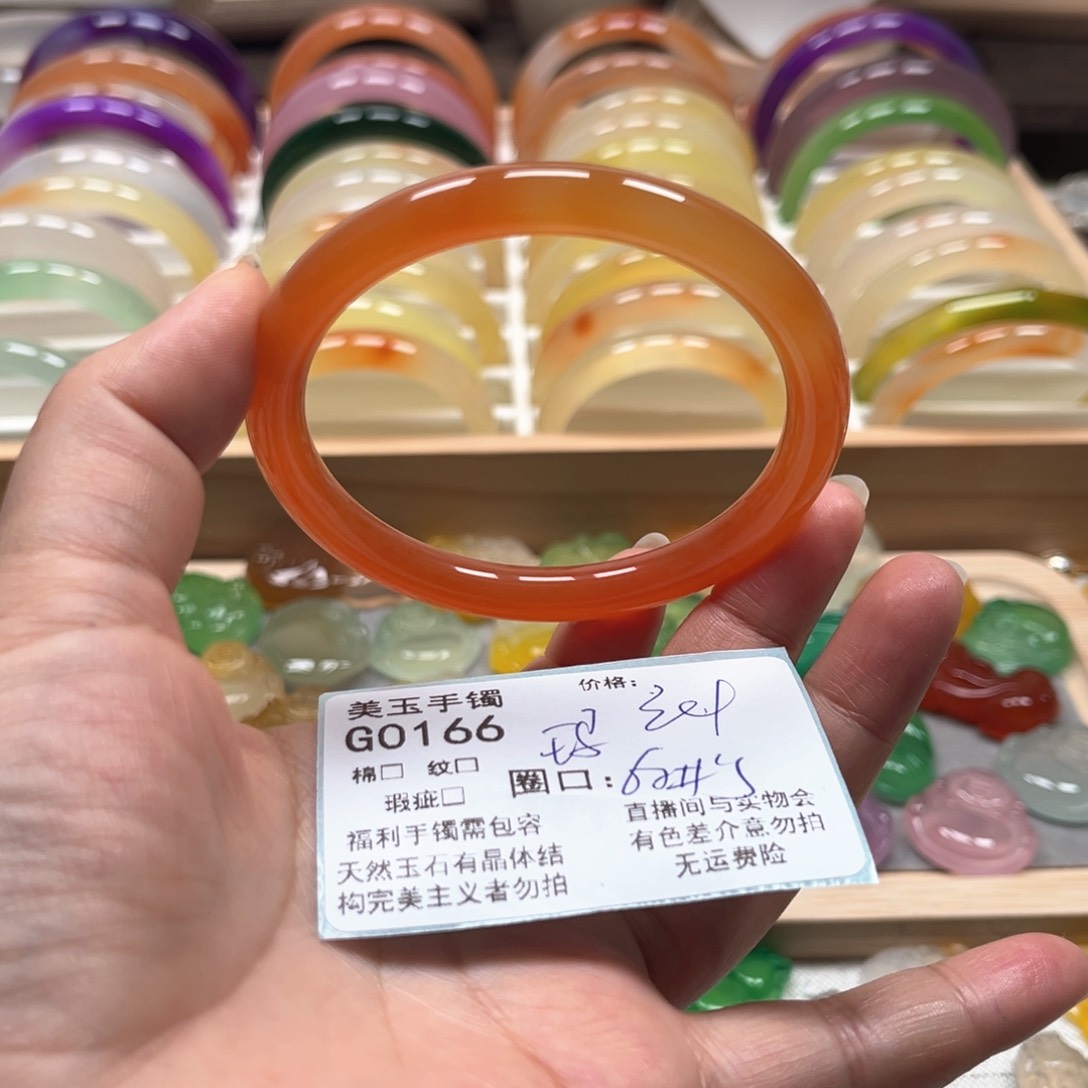 美玉手镯
G0166
价格：
棉□ 纹□
瑕疵□
圈口：62#
福利手镯需包容
天然玉石有晶体结
构完美主义者勿拍
直播间与实物会
有色差介意勿拍
无运费险